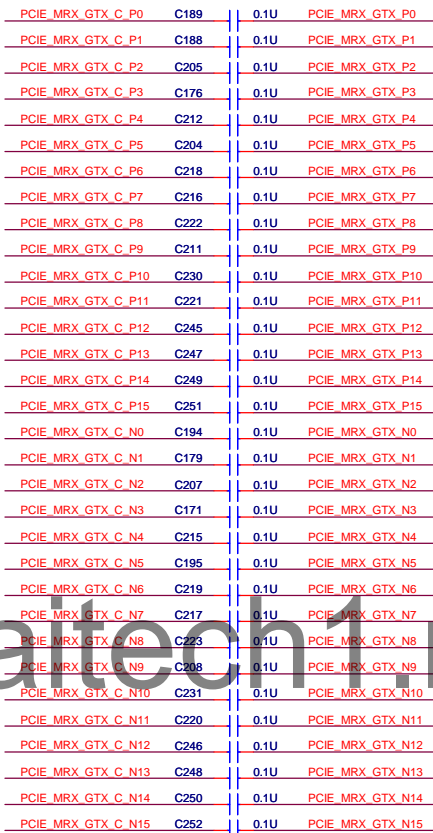 PCIE_MRX_GTX_C_P0 C189 0.1U PCIE_MRX_GTX_P0
PCIE_MRX_GTX_C_P1 C188 0.1U PCIE_MRX_GTX_P1
PCIE_MRX_GTX_C_P2 C205 0.1U PCIE_MRX_GTX_P2
PCIE_MRX_GTX_C_P3 C176 0.1U PCIE_MRX_GTX_P3
PCIE_MRX_GTX_C_P4 C212 0.1U PCIE_MRX_GTX_P4
PCIE_MRX_GTX_C_P5 C204 0.1U PCIE_MRX_GTX_P5
PCIE_MRX_GTX_C_P6 C218 0.1U PCIE_MRX_GTX_P6
PCIE_MRX_GTX_C_P7 C216 0.1U PCIE_MRX_GTX_P7
PCIE_MRX_GTX_C_P8 C222 0.1U PCIE_MRX_GTX_P8
PCIE_MRX_GTX_C_P9 C211 0.1U PCIE_MRX_GTX_P9
PCIE_MRX_GTX_C_P10 C230 0.1U PCIE_MRX_GTX_P10
PCIE_MRX_GTX_C_P11 C221 0.1U PCIE_MRX_GTX_P11
PCIE_MRX_GTX_C_P12 C245 0.1U PCIE_MRX_GTX_P12
PCIE_MRX_GTX_C_P13 C247 0.1U PCIE_MRX_GTX_P13
PCIE_MRX_GTX_C_P14 C249 0.1U PCIE_MRX_GTX_P14
PCIE_MRX_GTX_C_P15 C251 0.1U PCIE_MRX_GTX_P15
PCIE_MRX_GTX_C_N0 C194 0.1U PCIE_MRX_GTX_N0
PCIE_MRX_GTX_C_N1 C179 0.1U PCIE_MRX_GTX_N1
PCIE_MRX_GTX_C_N2 C207 0.1U PCIE_MRX_GTX_N2
PCIE_MRX_GTX_C_N3 C171 0.1U PCIE_MRX_GTX_N3
PCIE_MRX_GTX_C_N4 C215 0.1U PCIE_MRX_GTX_N4
PCIE_MRX_GTX_C_N5 C195 0.1U PCIE_MRX_GTX_N5
PCIE_MRX_GTX_C_N6 C219 0.1U PCIE_MRX_GTX_N6
PCIE_MRX_GTX_C_N7 C217 0.1U PCIE_MRX_GTX_N7
PCIE_MRX_GTX_C_N8 C223 0.1U PCIE_MRX_GTX_N8
aitech1.
PCIE_MRX_GTX_C_N9 C208 0.1U PCIE_MRX_GTX_N9
PCIE_MRX_GTX_C_N10 C231 0.1U PCIE_MRX_GTX_N10
PCIE_MRX_GTX_C_N11 C220 0.1U PCIE_MRX_GTX_N11
PCIE_MRX_GTX_C_N12 C246 0.1U PCIE_MRX_GTX_N12
PCIE_MRX_GTX_C_N13 C248 0.1U PCIE_MRX_GTX_N13
PCIE_MRX_GTX_C_N14 C250 0.1U PCIE_MRX_GTX_N14
PCIE_MRX_GTX_C_N15 C252 0.1U PCIE_MRX_GTX_N15